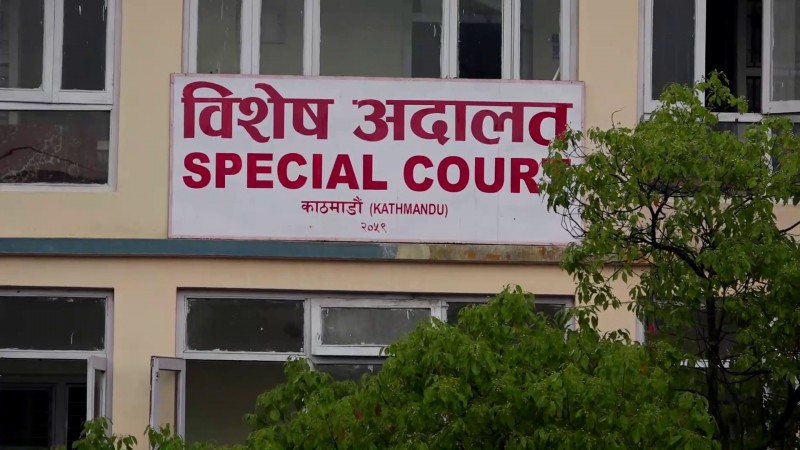 विशेष अदालत
SPECIAL COURT
काठमाडौं (KATHMANDU)
२०५९